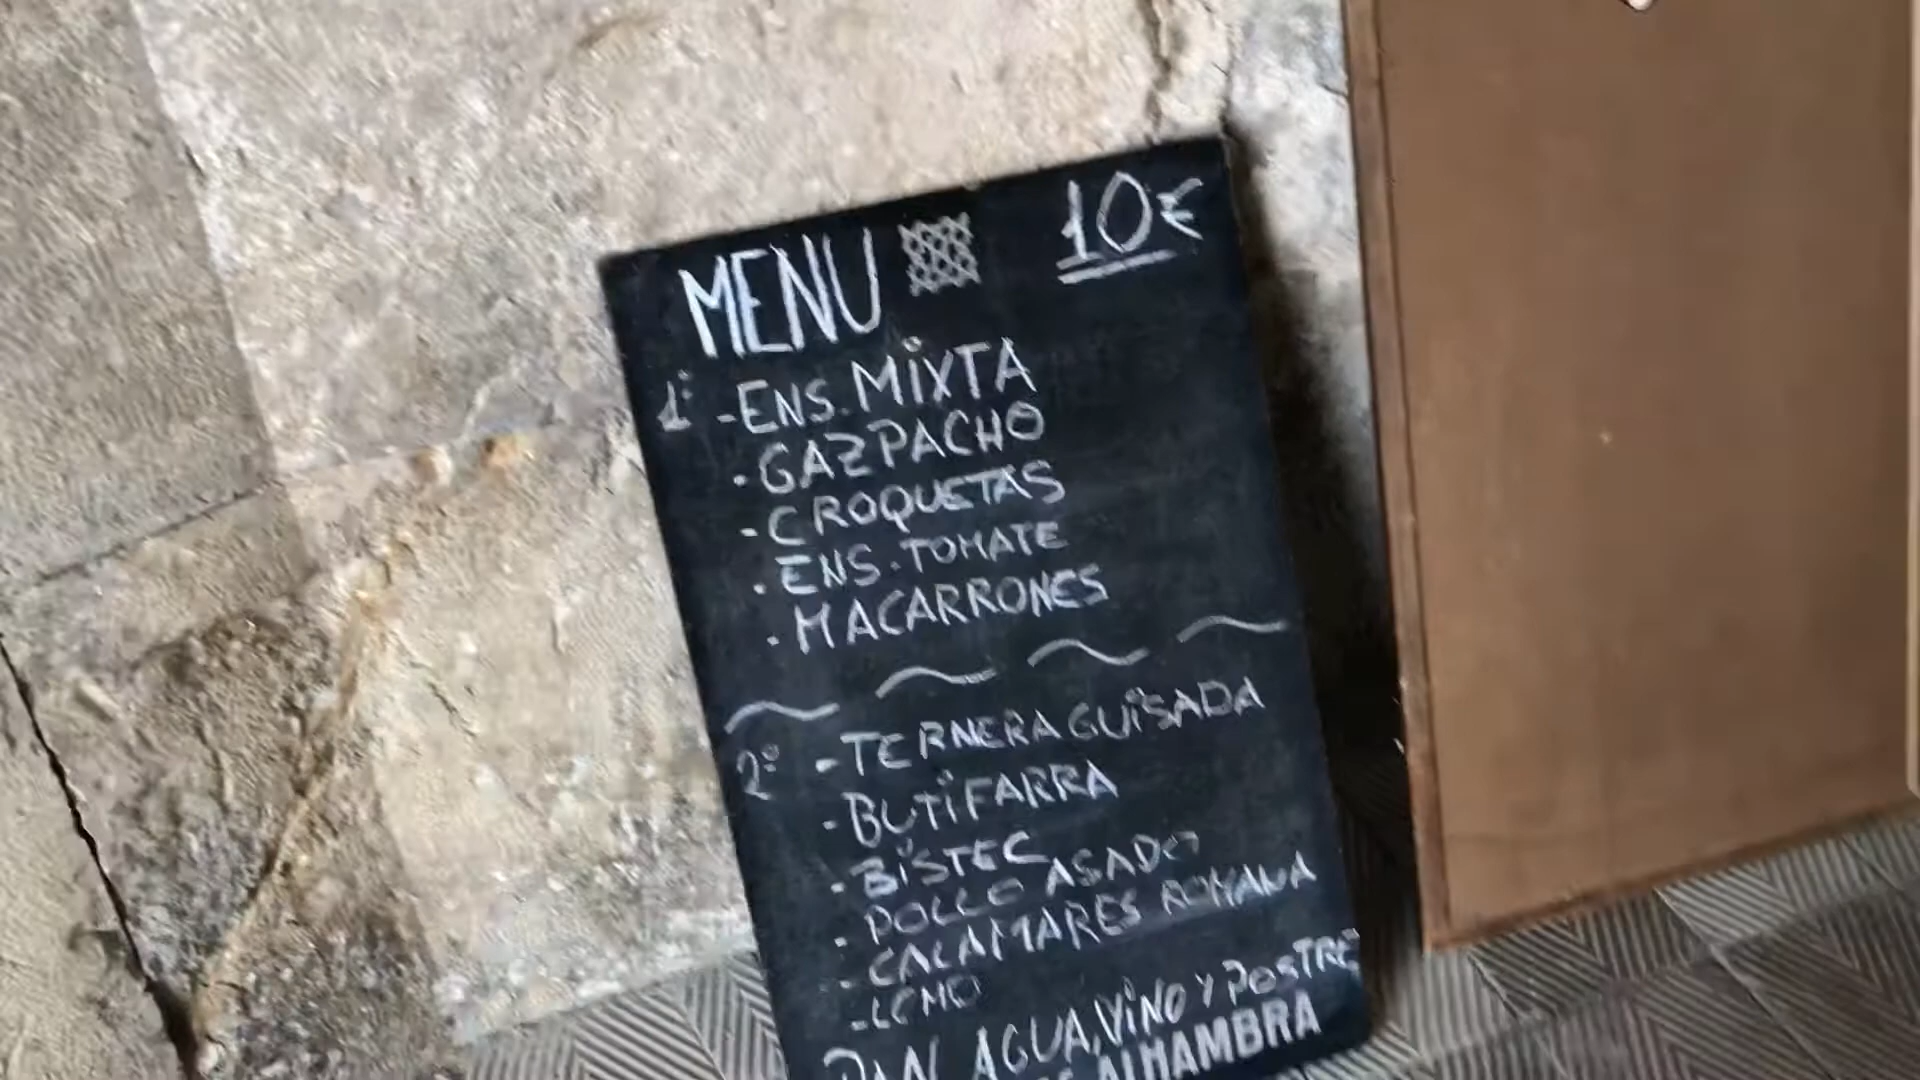 MENU 10€
1º -ENS. MiXTA
·GAZPACHO
-CROQUETAS
·ENS. TOMATE
·MACARRONES
2º -TERNERA GUiSADA
-BUTiFARRA
-BiSTEC
·POLLO ASADO
-CALAMARES ROMANA
-LOMO
PAN, AGUA, ViNO Y POSTRE
ALHAMBRA